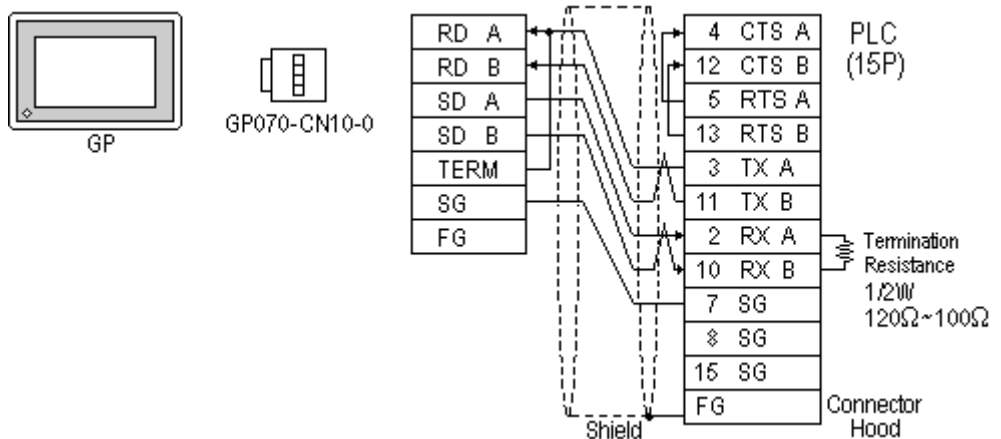 GP
GP070-CN10-0
RD A
RD B
SD A
SD B
TERM
SG
FG
4 CTS A
12 CTS B
5 RTS A
13 RTS B
3 TX A
11 TX B
2 RX A
10 RX B
7 SG
8 SG
15 SG
FG
PLC
(15P)
Termination
Resistance
1/2W
120Ω~100Ω
Connector
Hood
Shield